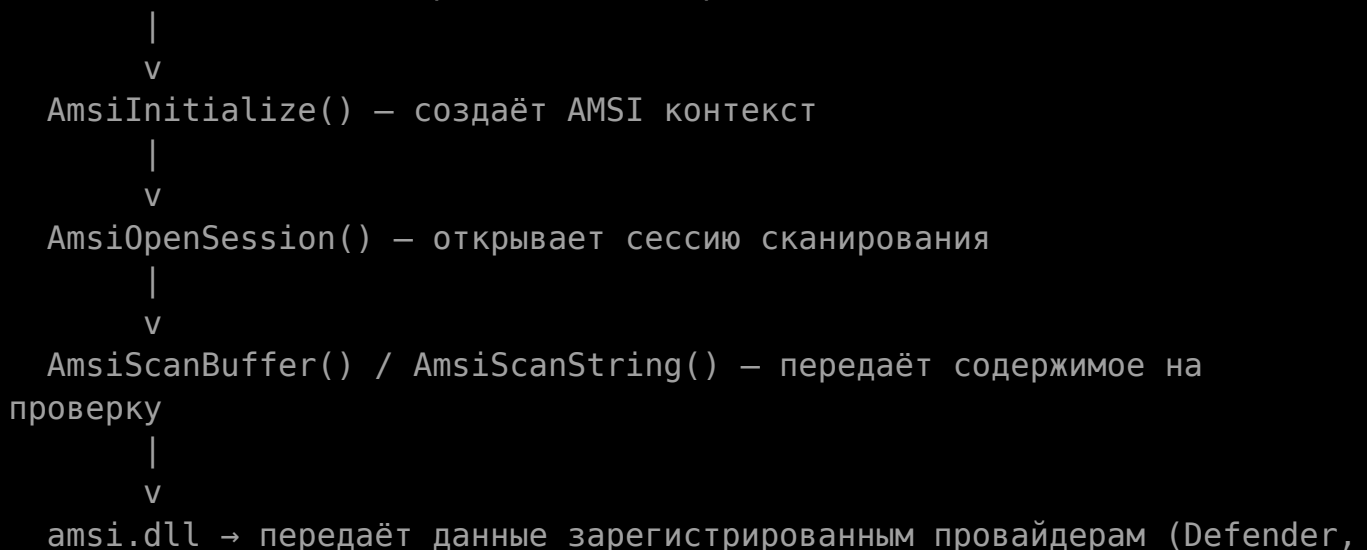 |
v
AmsiInitialize() — создаёт AMSI контекст
|
v
AmsiOpenSession() — открывает сессию сканирования
|
v
AmsiScanBuffer() / AmsiScanString() — передаёт содержимое на
проверку
|
v
amsi.dll → передаёт данные зарегистрированным провайдерам (Defender,